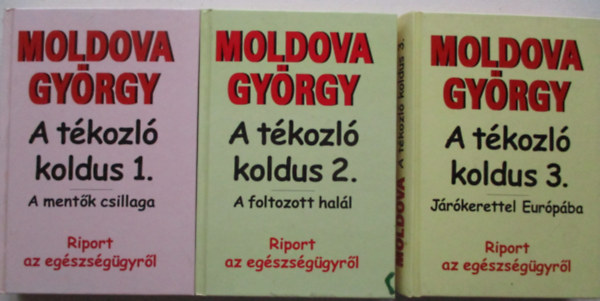 MOLDOVA
GYÖRGY
A tékozló
koldus 1.
A mentők csillaga
Riport
az egészségügyről
MOLDOVA
GYÖRGY
A tékozló
koldus 2.
A foltozott halál
Riport
az egészségügyről
MOLDOVA A tékozló koldus 3.
MOLDOVA
GYÖRGY
A tékozló
koldus 3.
Járókerettel Európába
Riport
az egészségügyről